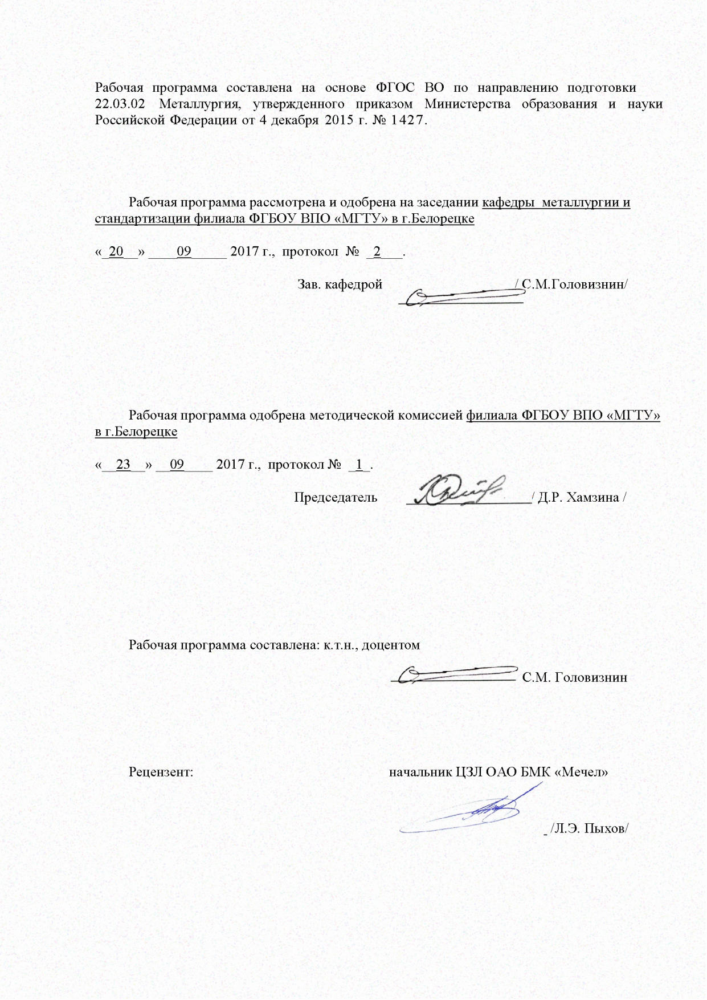 Рабочая программа составлена на основе ФГОС ВО по направлению подготовки
22.03.02 Металлургия, утвержденного приказом Министерства образования и науки
Российской Федерации от 4 декабря 2015 г. № 1427.
Рабочая программа рассмотрена и одобрена на заседании кафедры металлургии и
стандартизации филиала ФГБОУ ВПО «МГТУ» в г.Белорецке
«_20__» ____09_____ 2017 г., протокол № _2___.
Зав. кафедрой / С.М.Головизнин/
Рабочая программа одобрена методической комиссией филиала ФГБОУ ВПО «МГТУ»
в г.Белорецке
«__23__» __09____ 2017 г., протокол № _1_.
Председатель / Д.Р. Хамзина /
Рабочая программа составлена: к.т.н., доцентом
С.М. Головизнин
Рецензент: начальник ЦЗЛ ОАО БМК «Мечел»
_ /Л.Э. Пыхов/